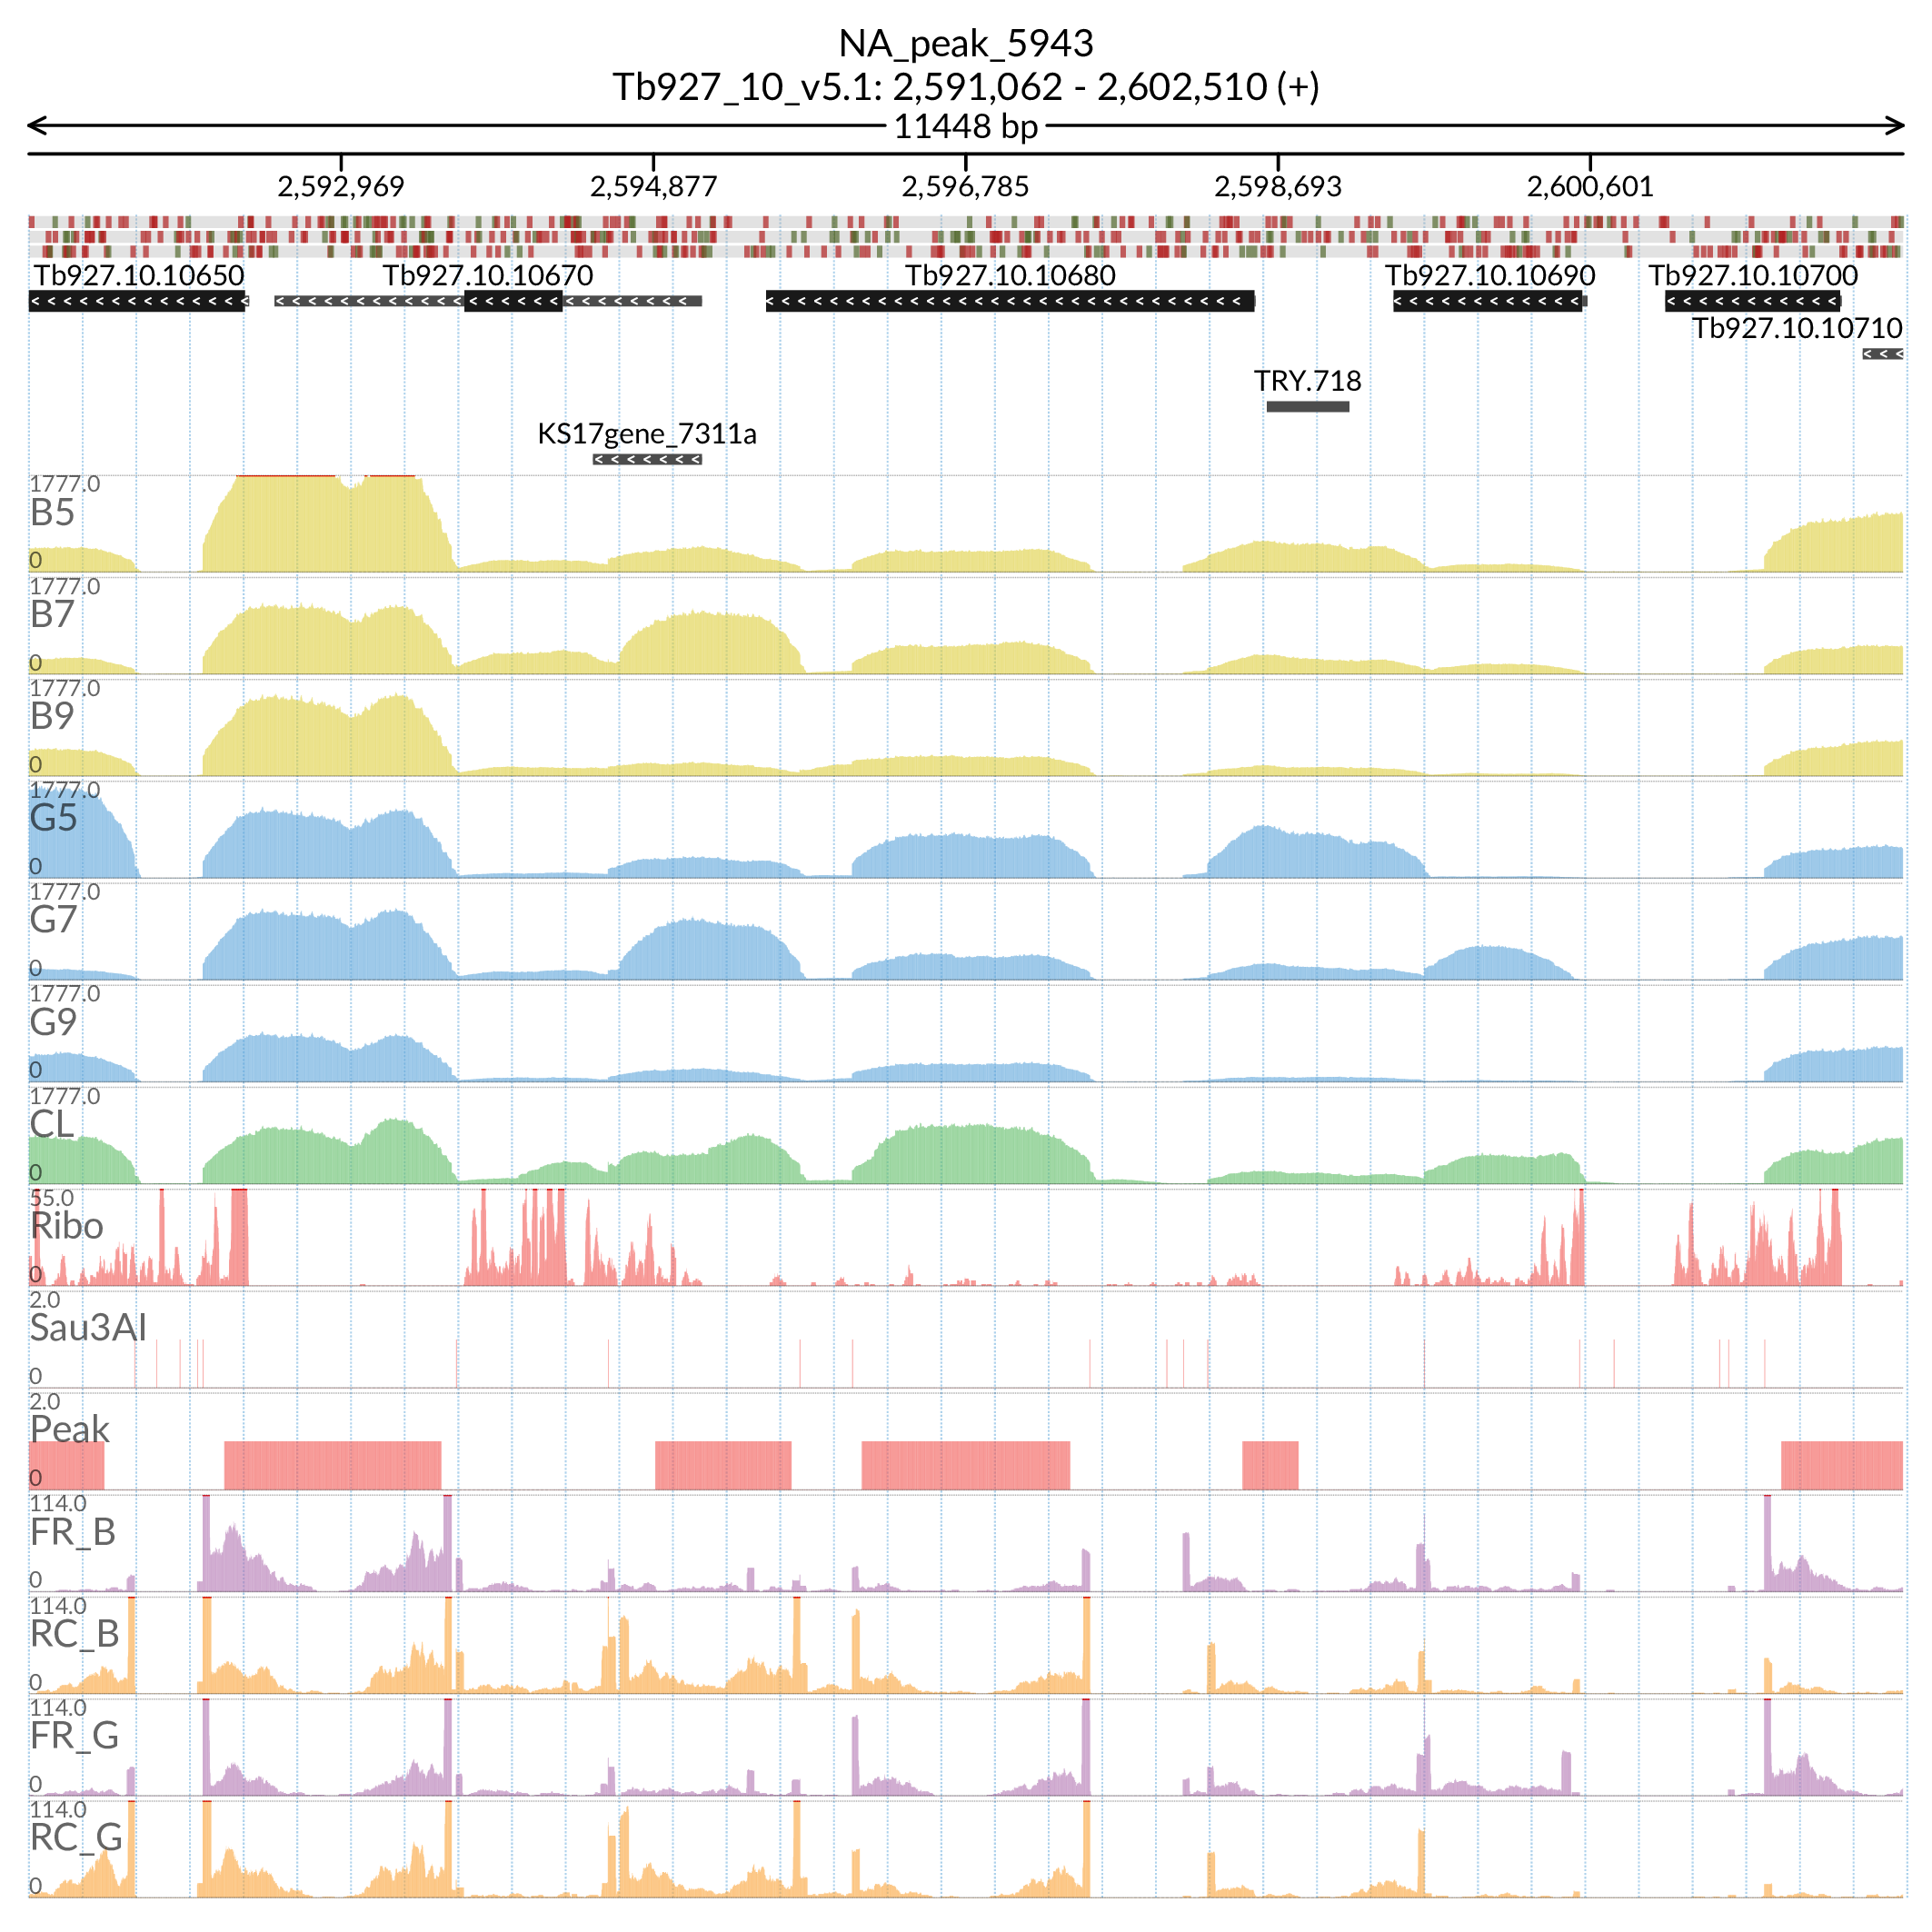 NA_peak_5943
Tb927_10_v5.1: 2,591,062 - 2,602,510 (+)
11448 bp
2,592,969 2,594,877 2,596,785 2,598,693 2,600,601
Tb927.10.10650 Tb927.10.10670 Tb927.10.10680 Tb927.10.10690 Tb927.10.10700
Tb927.10.10710
TRY.718
KS17gene_7311a
1777.0
B5
0
1777.0
B7
0
1777.0
B9
0
1777.0
G5
0
1777.0
G7
0
1777.0
G9
0
1777.0
CL
0
55.0
Ribo
0
2.0
Sau3AI
0
2.0
Peak
0
114.0
FR_B
0
114.0
RC_B
0
114.0
FR_G
0
114.0
RC_G
0